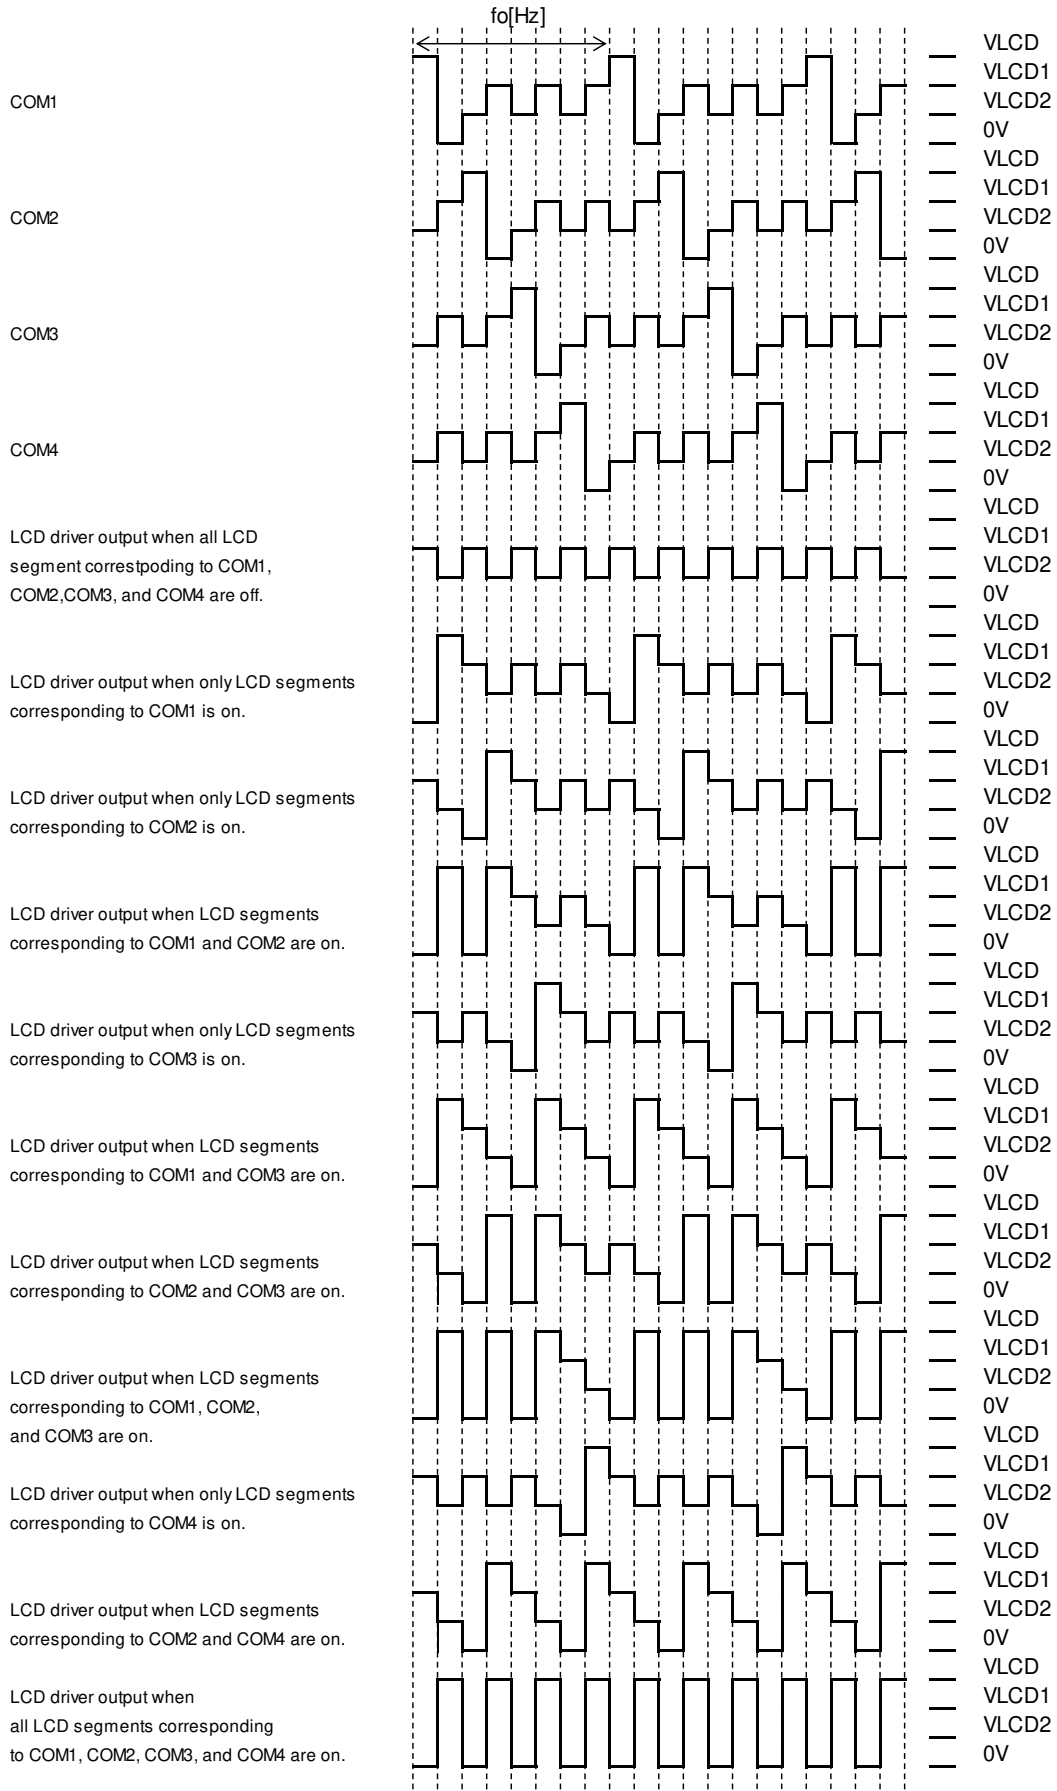 fo[Hz]
VLCD
VLCD1
COM1
VLCD2
0V
VLCD
VLCD1
COM2
VLCD2
0V
VLCD
VLCD1
COM3
VLCD2
0V
VLCD
VLCD1
COM4
VLCD2
0V
VLCD
LCD driver output when all LCD
VLCD1
segment correstpoding to COM1,
VLCD2
COM2,COM3, and COM4 are off.
0V
VLCD
VLCD1
LCD driver output when only LCD segments
VLCD2
corresponding to COM1 is on.
0V
VLCD
VLCD1
LCD driver output when only LCD segments
VLCD2
corresponding to COM2 is on.
0V
VLCD
VLCD1
LCD driver output when LCD segments
VLCD2
corresponding to COM1 and COM2 are on.
0V
VLCD
VLCD1
LCD driver output when only LCD segments
VLCD2
corresponding to COM3 is on.
0V
VLCD
VLCD1
LCD driver output when LCD segments
VLCD2
corresponding to COM1 and COM3 are on.
0V
VLCD
VLCD1
LCD driver output when LCD segments
VLCD2
corresponding to COM2 and COM3 are on.
0V
VLCD
VLCD1
LCD driver output when LCD segments
VLCD2
corresponding to COM1, COM2,
0V
and COM3 are on.
VLCD
VLCD1
LCD driver output when only LCD segments
VLCD2
corresponding to COM4 is on.
0V
VLCD
VLCD1
LCD driver output when LCD segments
VLCD2
corresponding to COM2 and COM4 are on.
0V
VLCD
LCD driver output when
VLCD1
all LCD segments corresponding
VLCD2
to COM1, COM2, COM3, and COM4 are on.
0V